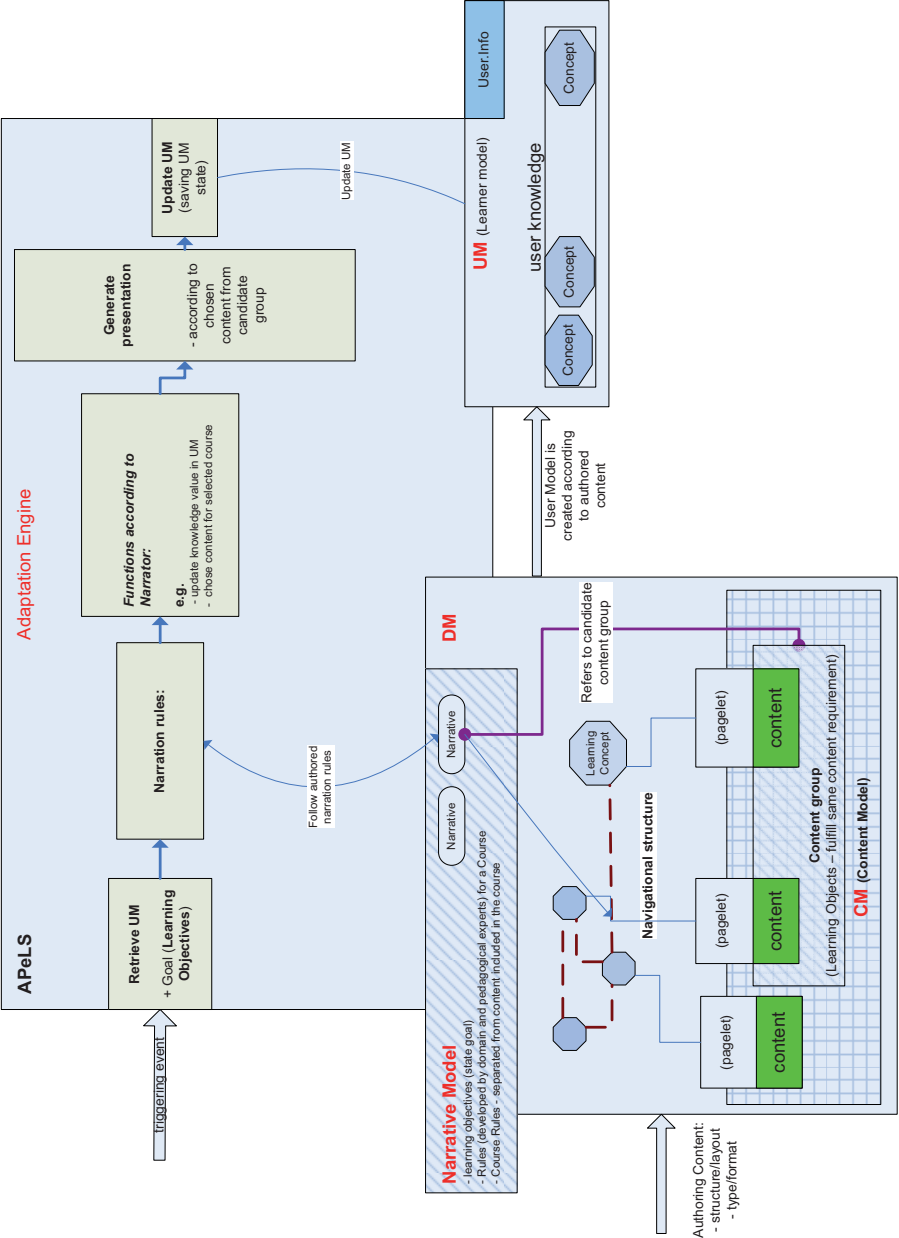 APeLS
Adaptation Engine
triggering event
Retrieve UM
+ Goal (Learning
Objectives)
Narration rules:
Functions according to
Narrator:
e.g.
- update knowledge value in UM
- chose content for selected course
Generate
presentation
- according to
chosen
content from
candidate
group
Update UM
(saving UM
state)
Update UM
Follow authored
narration rules
User.Info
UM (Learner model)
user knowledge
Concept
Concept
Concept
User Model is
created according
to authored
content
DM
Narrative Model
- learning objectives (state goal)
- Rules (developed by domain and pedagogical experts) for a Course
- Course Rules - separated from content included in the course
Narrative
Narrative
Refers to candidate
content group
Learning
Concept
Navigational structure
(pagelet)
content
(pagelet)
content
(pagelet)
content
Content group
(Learning Objects – fulfill same content requirement)
CM (Content Model)
Authoring Content:
- structure/layout
- type/format